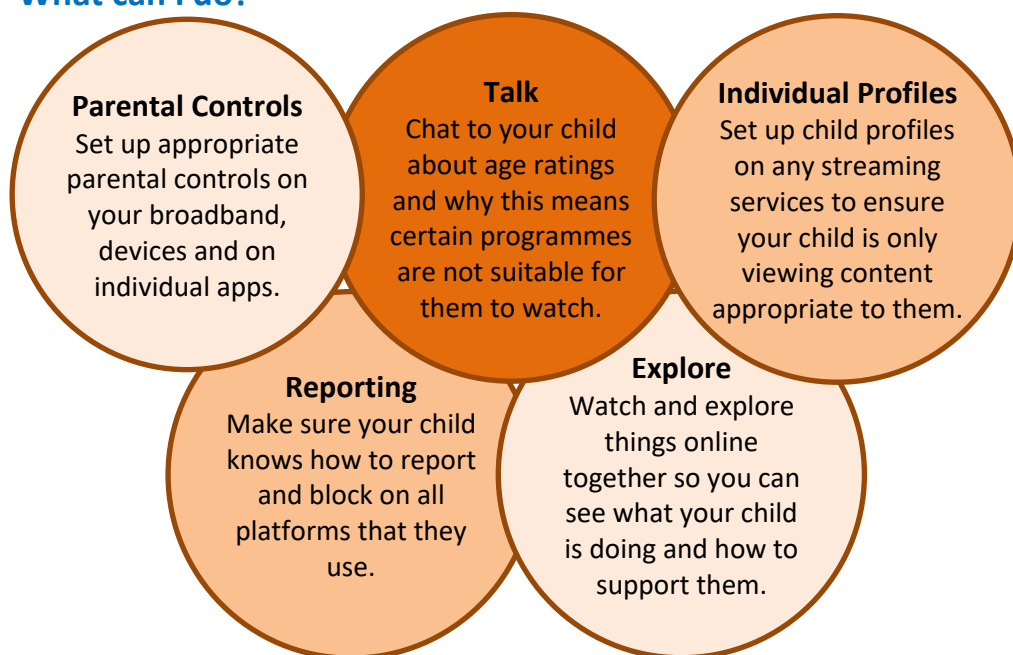 What can I do?
Parental Controls
Set up appropriate
parental controls on
your broadband,
devices and on
individual apps.
Talk
Chat to your child
about age ratings
and why this means
certain programmes
are not suitable for
them to watch.
Individual Profiles
Set up child profiles
on any streaming
services to ensure
your child is only
viewing content
appropriate to them.
Reporting
Make sure your child
knows how to report
and block on all
platforms that they
use.
Explore
Watch and explore
things online
together so you can
see what your child
is doing and how to
support them.